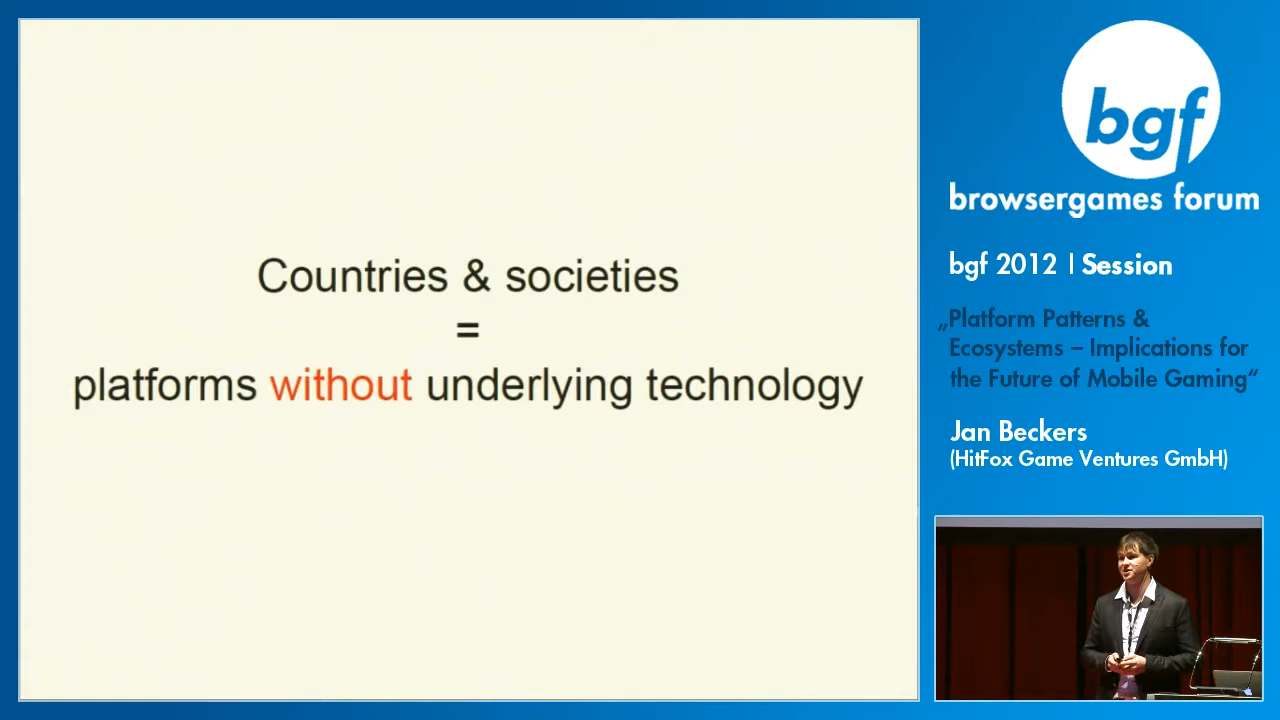 Countries & societies
=
platforms without underlying technology
bgf
browsergames forum
bgf 2012 | Session
„Platform Patterns &
Ecosystems – Implications for
the Future of Mobile Gaming“
Jan Beckers
(HitFox Game Ventures GmbH)